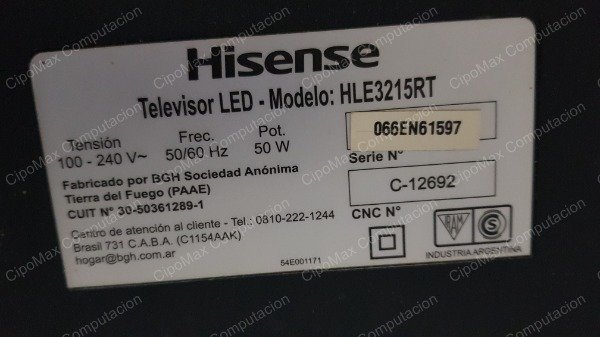 Hisense
Televisor LED - Modelo: HLE3215RT
Tensión Frec. Pot.
100 - 240 V~ 50/60 Hz 50 W
066EN61597
Serie N°
Fabricado por BGH Sociedad Anónima
Tierra del Fuego (PAAE)
CUIT N° 30-50361289-1
C-12692
CNC N°
Centro de atención al cliente - Tel.: 0810-222-1244
Brasil 731 C.A.B.A. (C1154AAK)
hogar@bgh.com.ar
54E001171
IRAM
S
INDUSTRIA ARGENTINA
CipoMax Computacion